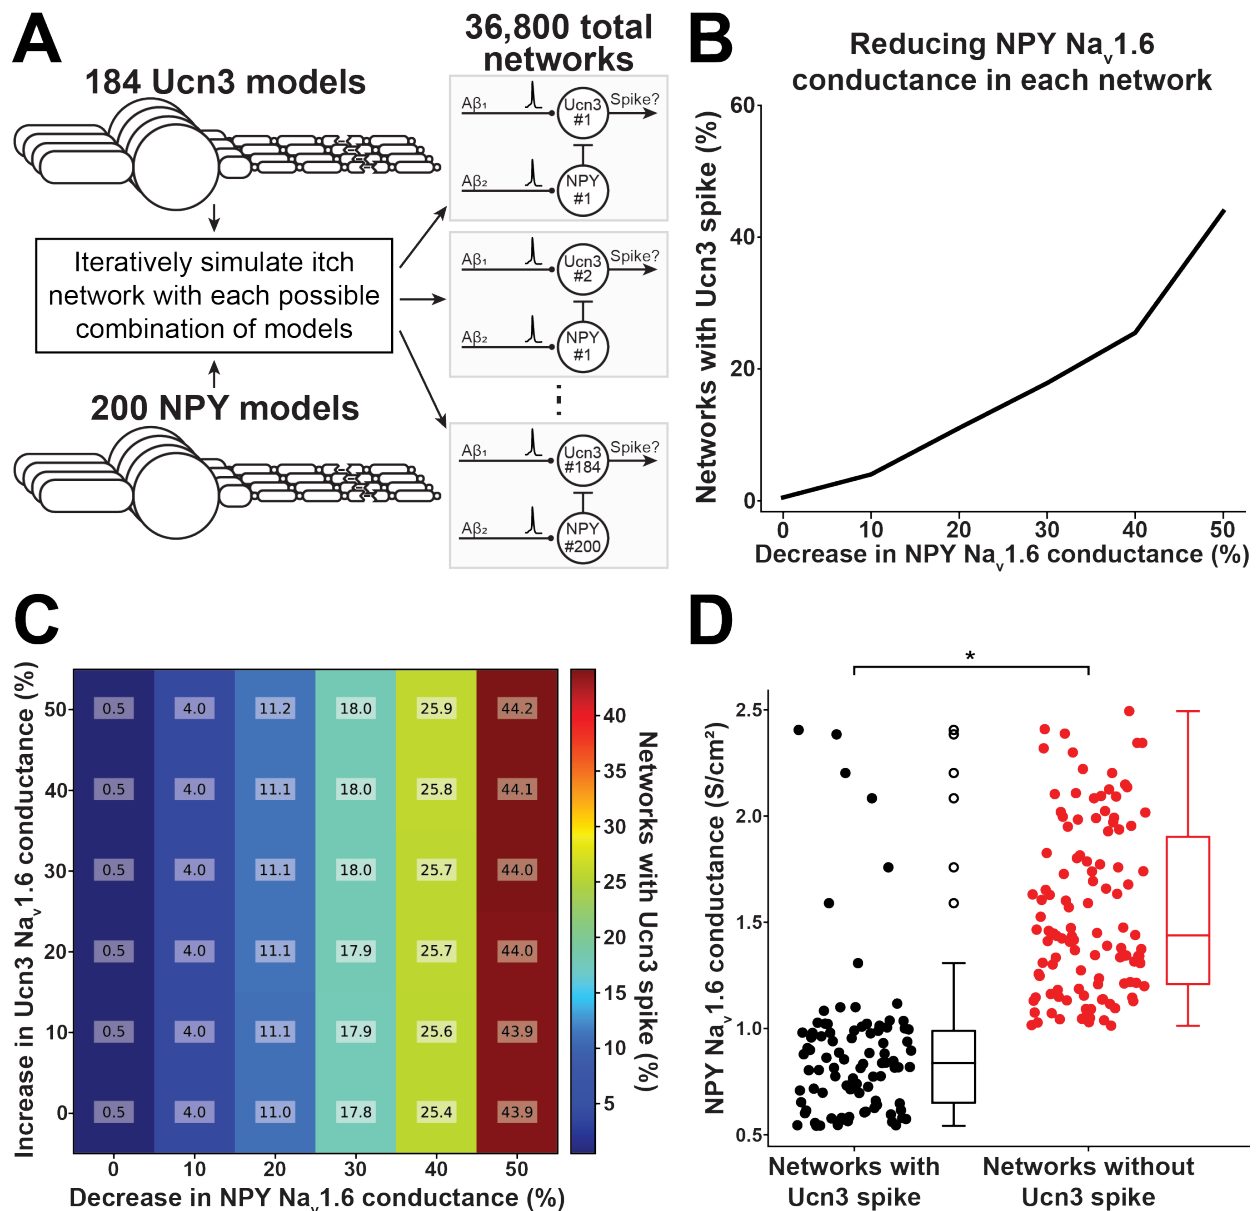 A
184 Ucn3 models
Iteratively simulate itch
network with each possible
combination of models
200 NPY models
36,800 total
networks
Aβ₁
Ucn3
#1
Spike?
Aβ₂
NPY
#1
Aβ₁
Ucn3
#2
Spike?
Aβ₂
NPY
#1
Aβ₁
Ucn3
#184
Spike?
Aβ₂
NPY
#200
B
Reducing NPY Naᵥ1.6
conductance in each network
Networks with Ucn3 spike (%)
60
40
20
0
0 10 20 30 40 50
Decrease in NPY Naᵥ1.6 conductance (%)
C
Increase in Ucn3 Naᵥ1.6 conductance (%)
50 0.5 4.0 11.2 18.0 25.9 44.2
40 0.5 4.0 11.1 18.0 25.8 44.1
30 0.5 4.0 11.1 18.0 25.7 44.0
20 0.5 4.0 11.1 17.9 25.7 44.0
10 0.5 4.0 11.1 17.9 25.6 43.9
0 0.5 4.0 11.0 17.8 25.4 43.9
0 10 20 30 40 50
Decrease in NPY Naᵥ1.6 conductance (%)
40
35
30
25
20
15
10
5
Networks with Ucn3 spike (%)
D
*
NPY Naᵥ1.6 conductance (S/cm²)
2.5
2.0
1.5
1.0
0.5
Networks with
Ucn3 spike
Networks without
Ucn3 spike